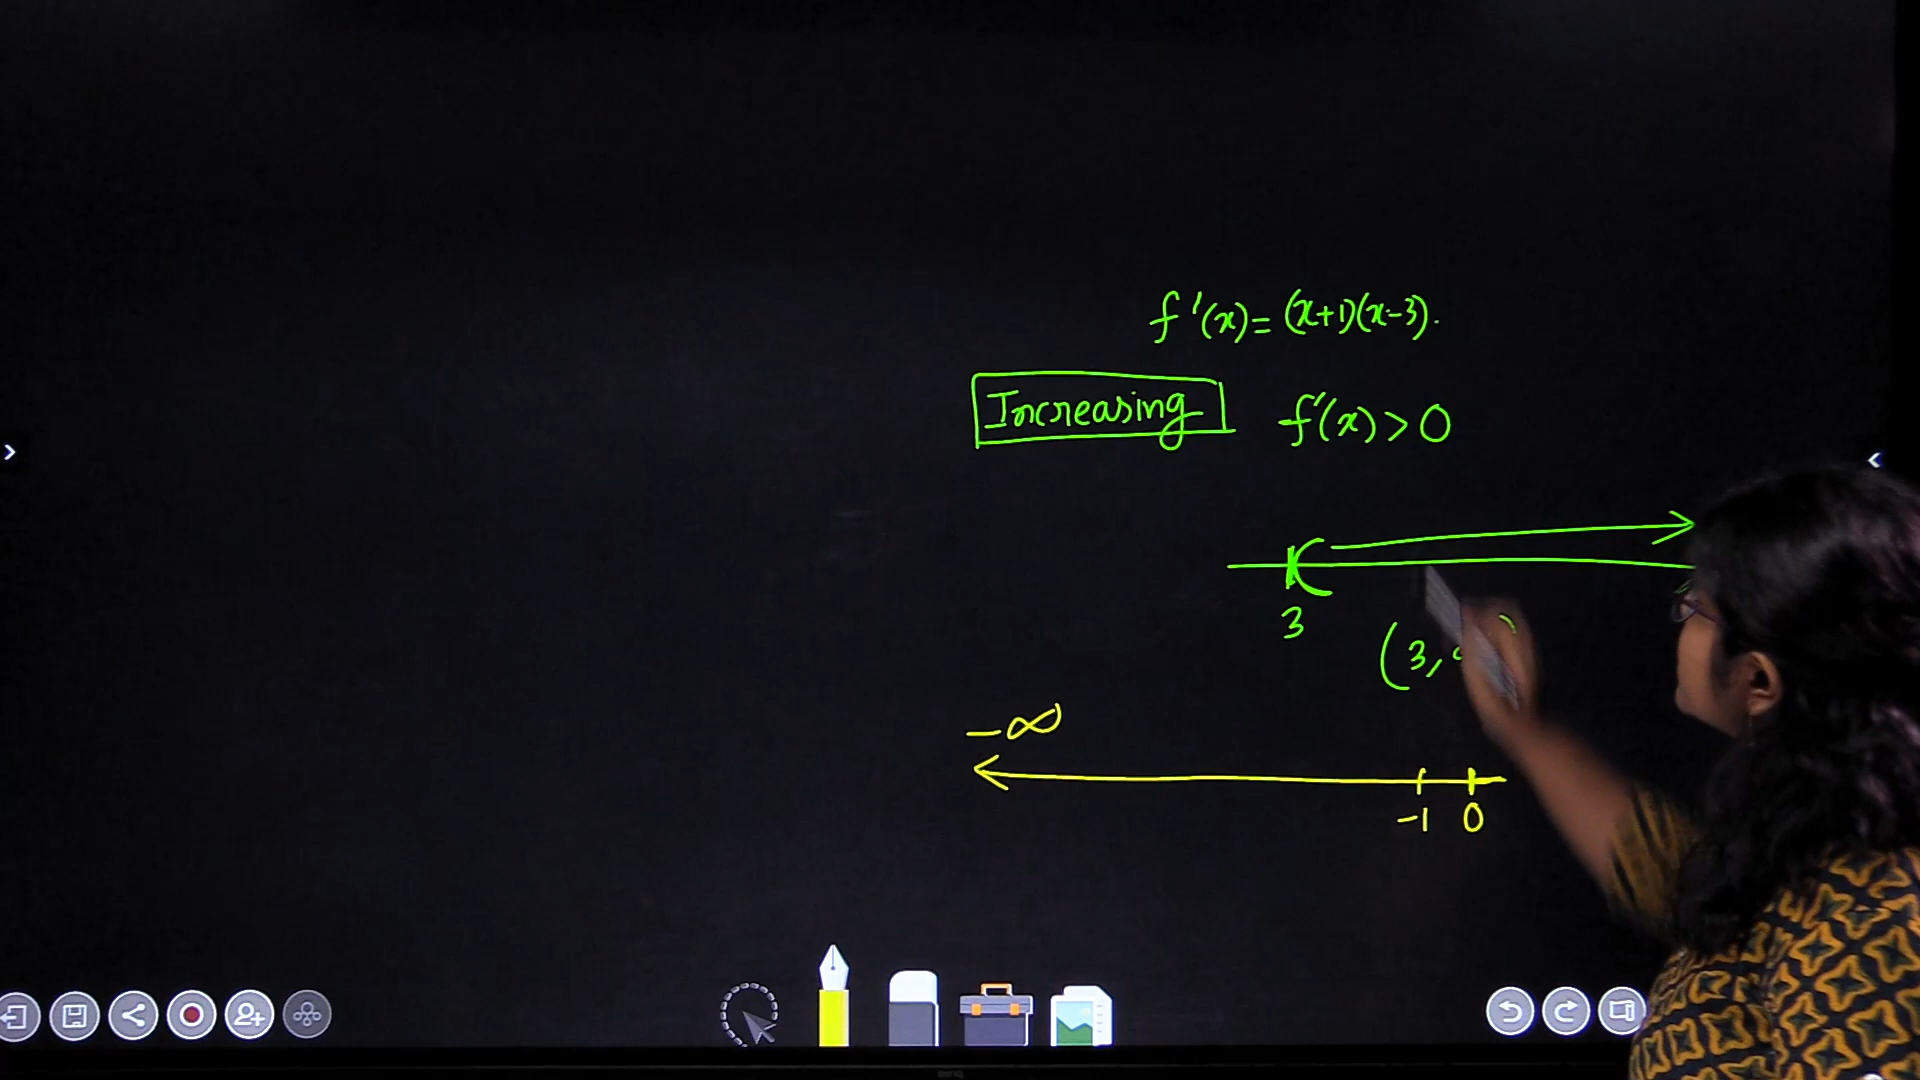 f'(x) = (x+1)(x-3).
Increasing f'(x) > 0
3
(3,
-∞
-1 0